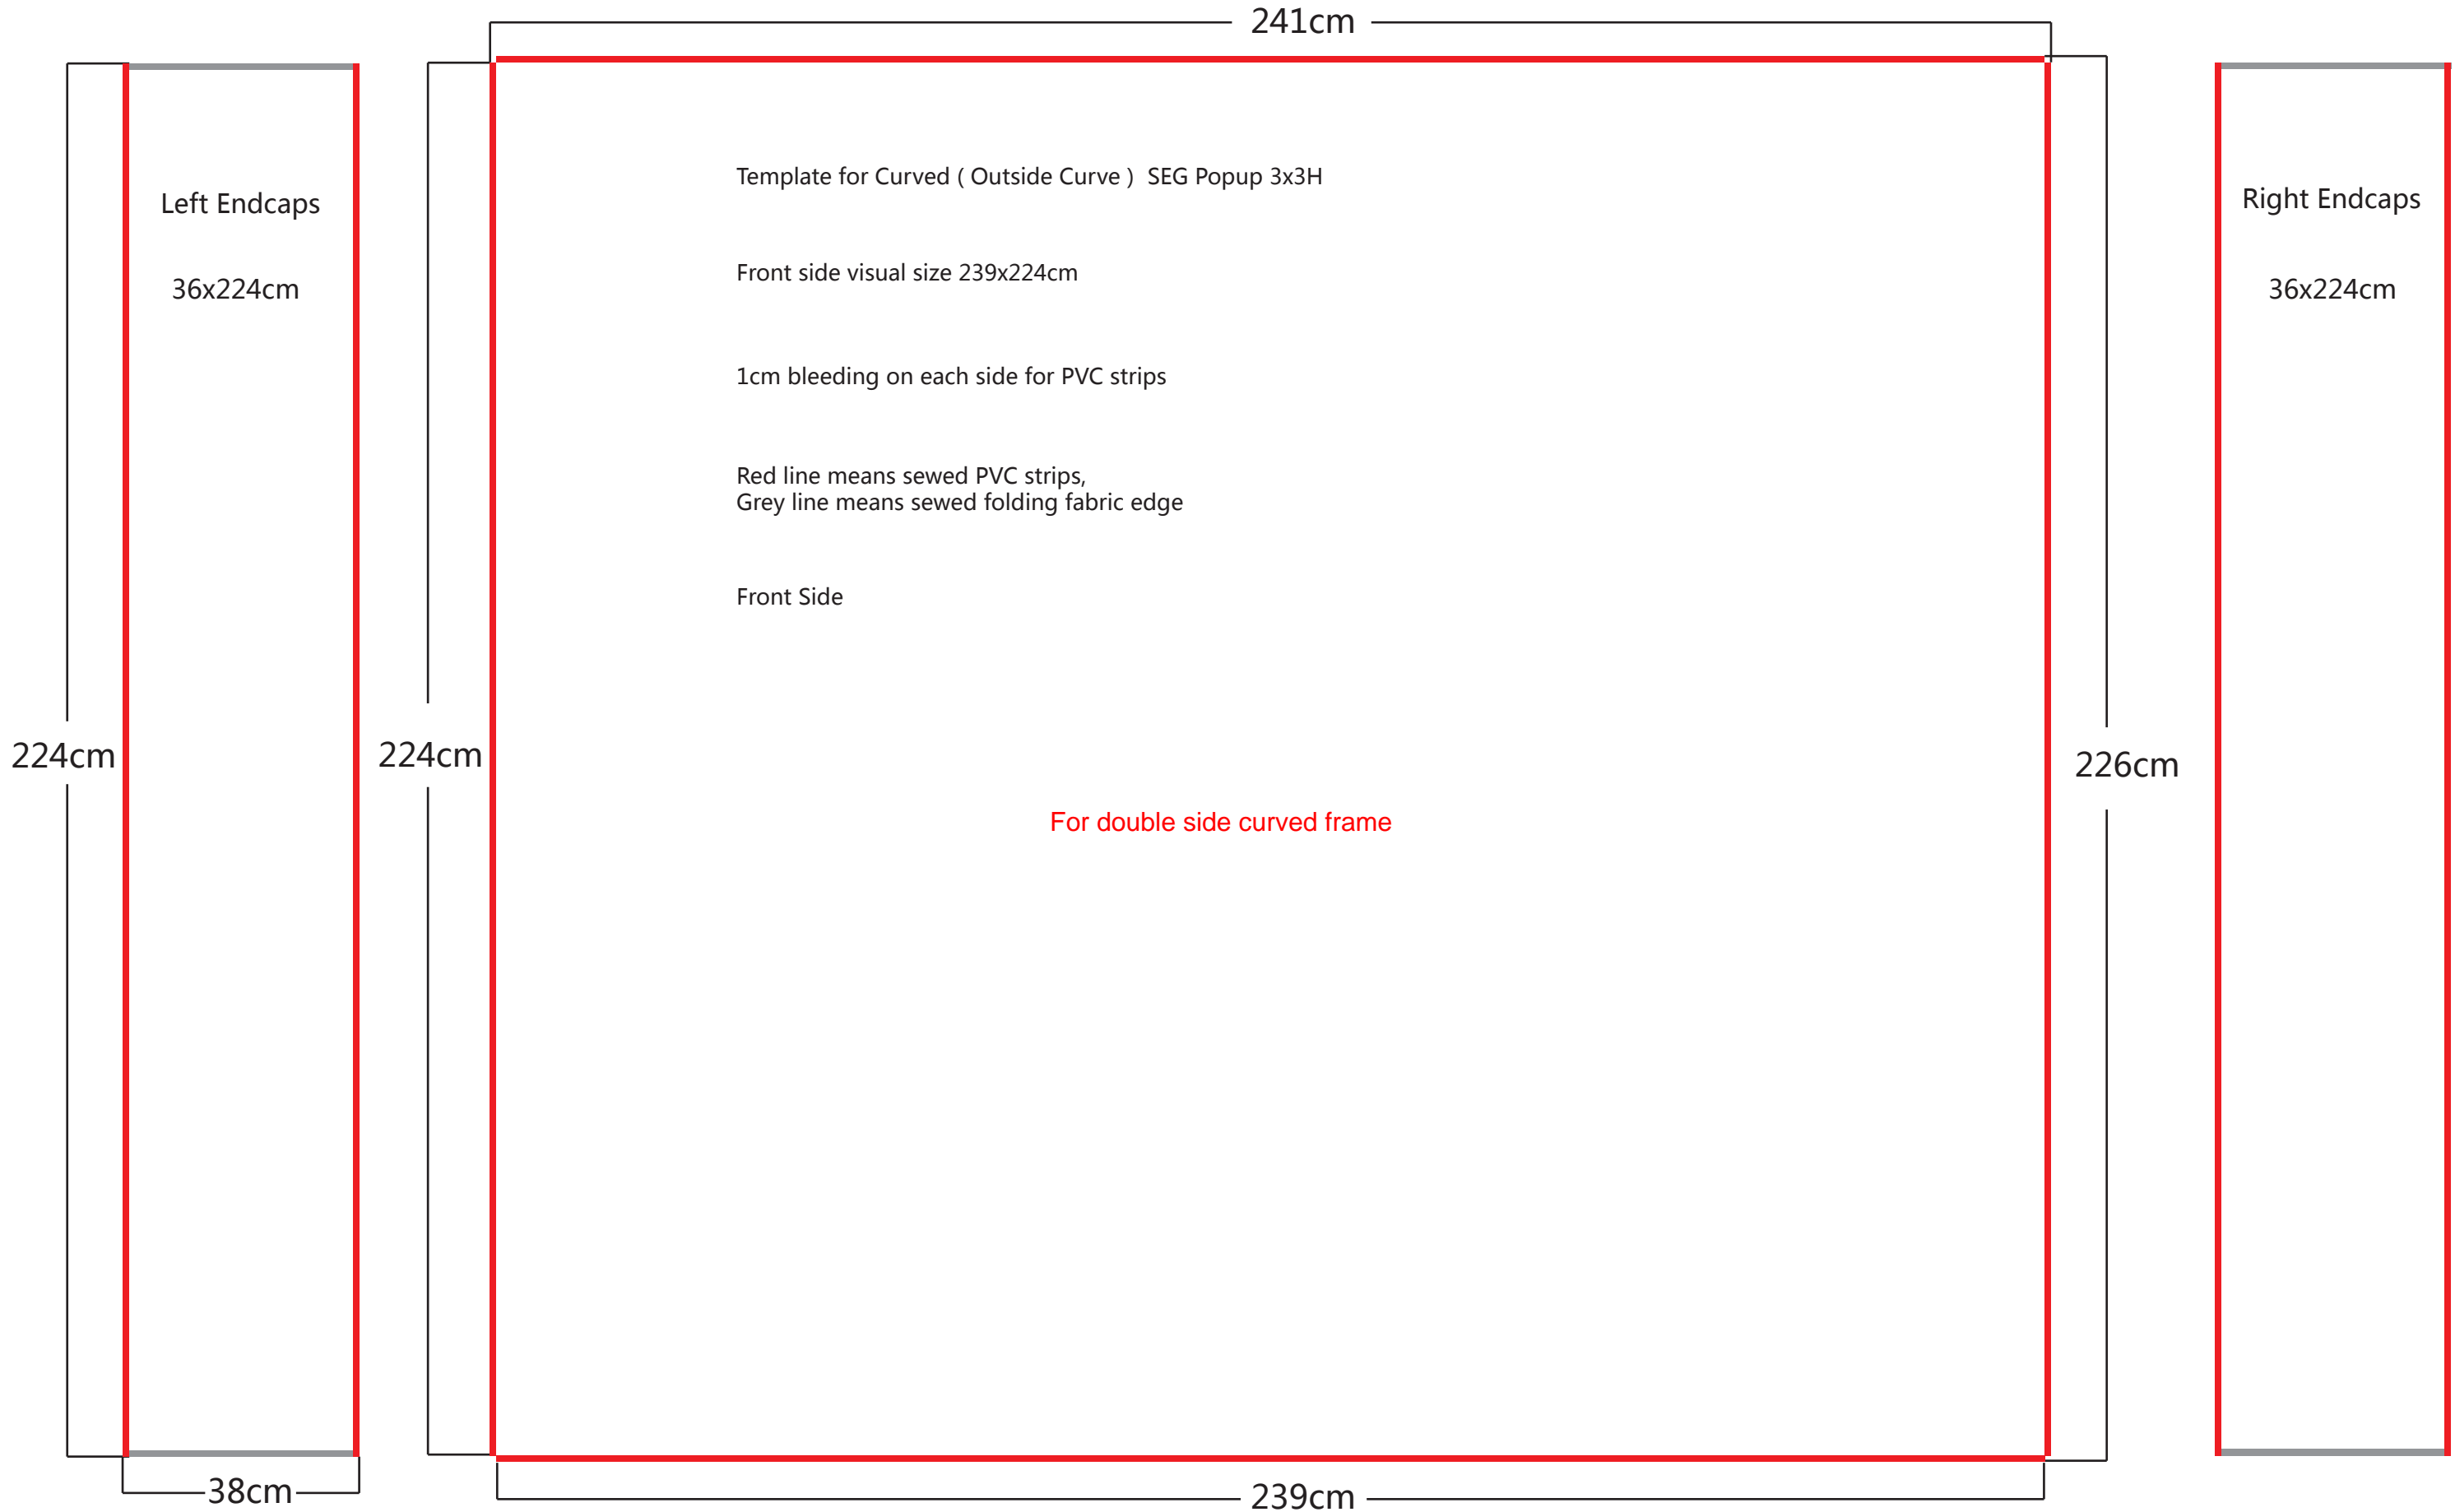 241cm
Left Endcaps
36x224cm
Template for Curved ( Outside Curve ) SEG Popup 3x3H
Front side visual size 239x224cm
1cm bleeding on each side for PVC strips
Red line means sewed PVC strips,
Grey line means sewed folding fabric edge
Front Side
Right Endcaps
36x224cm
224cm
224cm
226cm
For double side curved frame
38cm
239cm